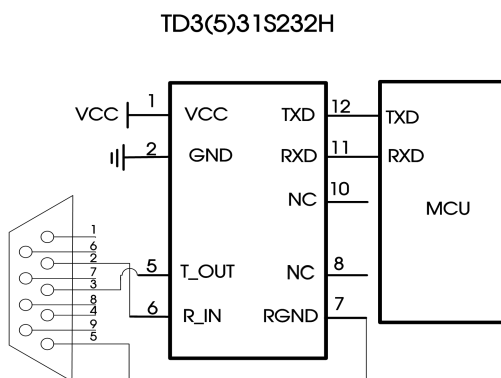 TD3(5)31S232H
VCC 1 VCC TXD 12 TXD
2 GND RXD 11 RXD
NC 10
MCU
1
6
2
7
3
8
4
9
5
5 T_OUT NC 8
6 R_IN RGND 7